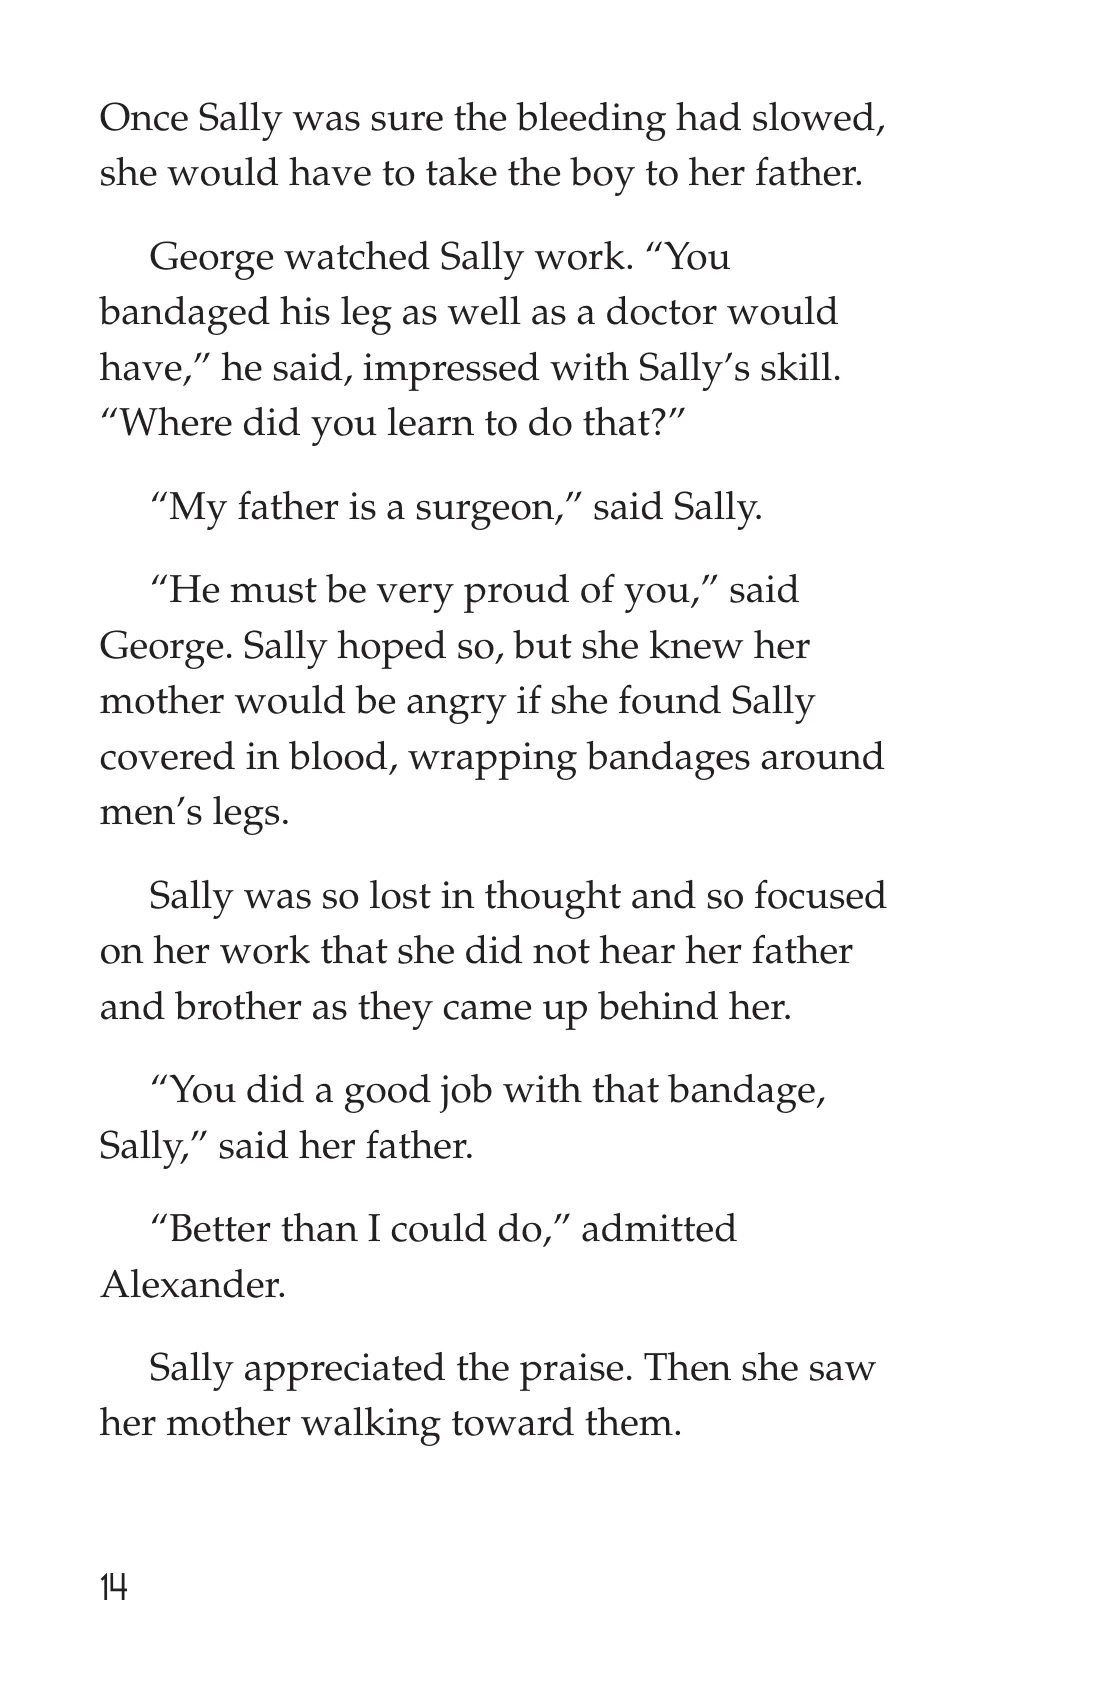 Once Sally was sure the bleeding had slowed,
she would have to take the boy to her father.
George watched Sally work. “You
bandaged his leg as well as a doctor would
have,” he said, impressed with Sally’s skill.
“Where did you learn to do that?”
“My father is a surgeon,” said Sally.
“He must be very proud of you,” said
George. Sally hoped so, but she knew her
mother would be angry if she found Sally
covered in blood, wrapping bandages around
men’s legs.
Sally was so lost in thought and so focused
on her work that she did not hear her father
and brother as they came up behind her.
“You did a good job with that bandage,
Sally,” said her father.
“Better than I could do,” admitted
Alexander.
Sally appreciated the praise. Then she saw
her mother walking toward them.
14